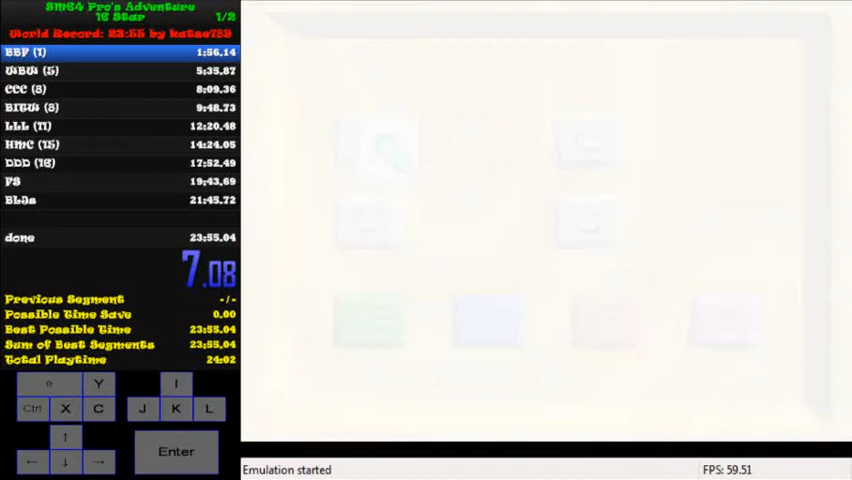 SM64 Pro's Adventure
16 Star 1/2
World Record: 23:55 by katze789
BBF (1) 1:56.14
WBW (5) 5:35.87
CCC (8) 8:09.36
BITW (8) 9:48.73
LLL (11) 12:20.48
HMC (15) 14:24.05
DDD (16) 17:52.49
FS 19:43.69
BLJs 21:45.72
done 23:55.04
7.08
Previous Segment -/-
Possible Time Save 0.00
Best Possible Time 23:55.04
Sum of Best Segments 23:55.04
Total Playtime 24:02
⇧ Y I
Ctrl X C J K L
↑
← ↓ → Enter
Emulation started FPS: 59.51